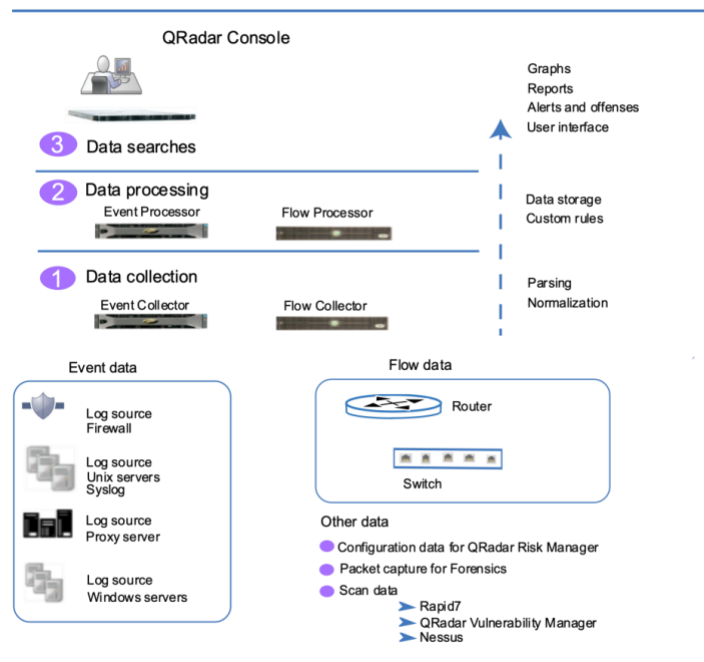 QRadar Console
3 Data searches
Graphs
Reports
Alerts and offenses
User interface
2 Data processing
Event Processor
Flow Processor
Data storage
Custom rules
1 Data collection
Event Collector
Flow Collector
Parsing
Normalization
Event data
Log source
Firewall
Log source
Unix servers
Syslog
Log source
Proxy server
Log source
Windows servers
Flow data
Router
Switch
Other data
Configuration data for QRadar Risk Manager
Packet capture for Forensics
Scan data
Rapid7
QRadar Vulnerability Manager
Nessus